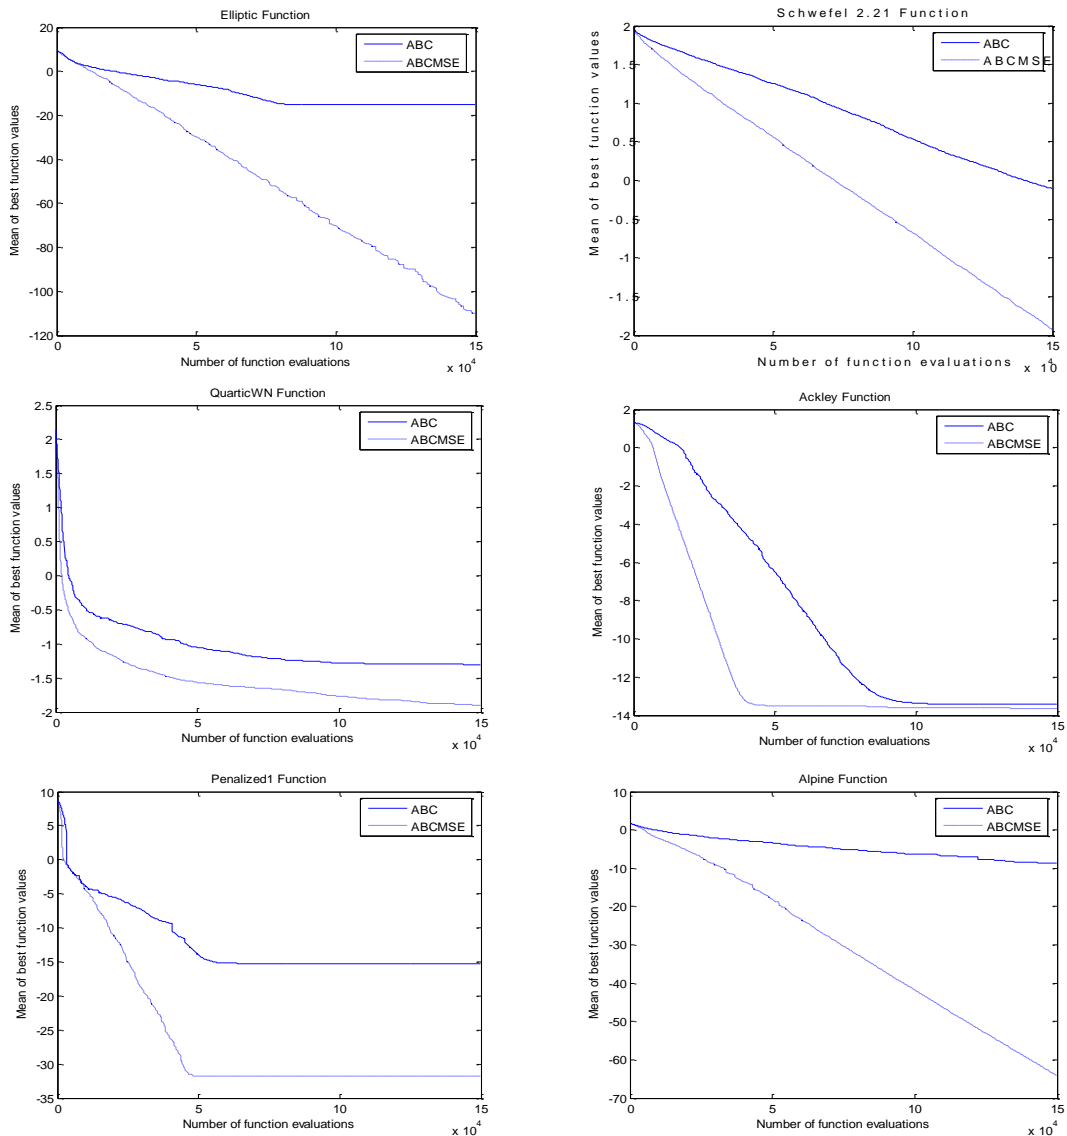 Elliptic Function
20
0
-20
-40
-60
-80
-100
-120
0
5
10
15
x 10^4
Number of function evaluations
Mean of best function values
ABC
ABCMSE
Schwefel 2.21 Function
2
1.5
1
0.5
0
-0.5
-1
-1.5
-2
0
5
10
15
x 10
Number of function evaluations
Mean of best function values
ABC
ABCMSE
QuarticWN Function
2.5
2
1.5
1
0.5
0
-0.5
-1
-1.5
-2
0
5
10
15
x 10^4
Number of function evaluations
Mean of best function values
ABC
ABCMSE
Ackley Function
2
0
-2
-4
-6
-8
-10
-12
-14
0
5
10
15
x 10^4
Number of function evaluations
Mean of best function values
ABC
ABCMSE
Penalized1 Function
10
5
0
-5
-10
-15
-20
-25
-30
-35
0
5
10
15
x 10^4
Number of function evaluations
Mean of best function values
ABC
ABCMSE
Alpine Function
10
0
-10
-20
-30
-40
-50
-60
-70
0
5
10
15
x 10^4
Number of function evaluations
Mean of best function values
ABC
ABCMSE